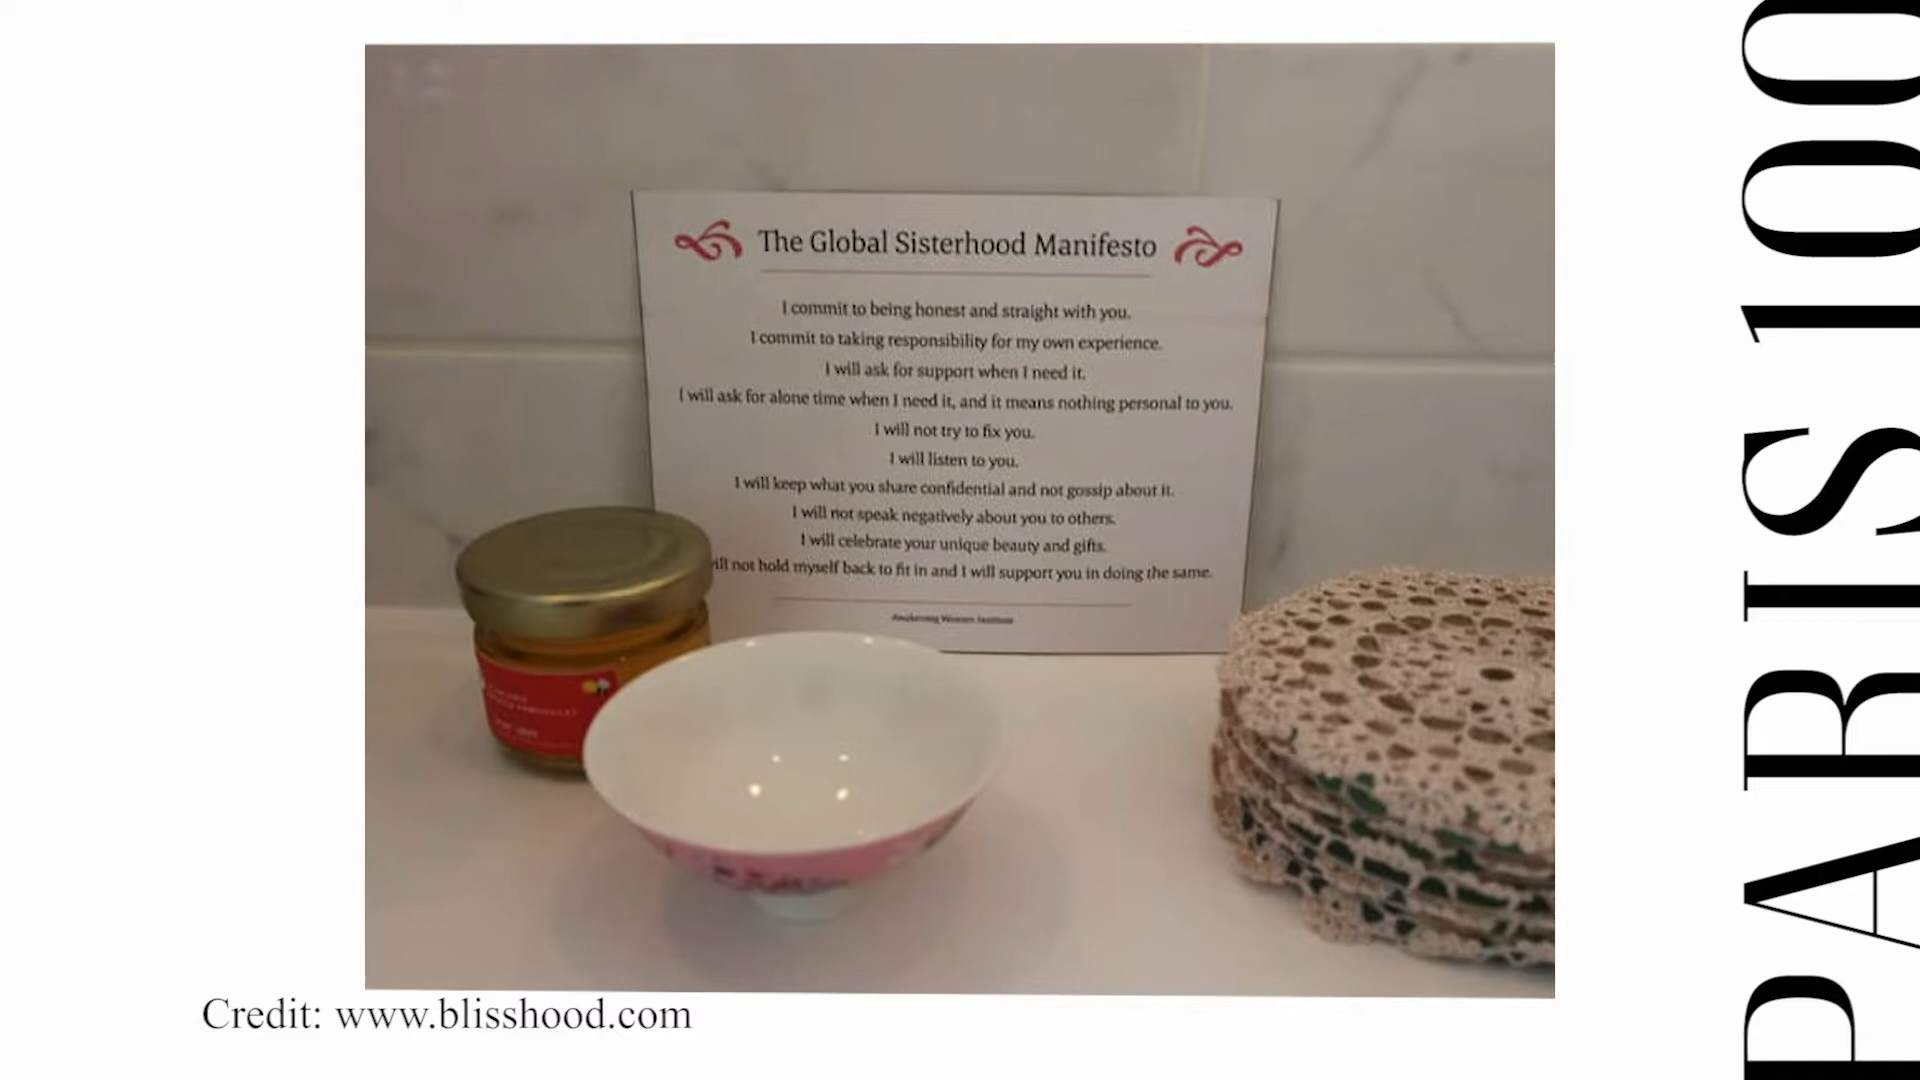 The Global Sisterhood Manifesto
I commit to being honest and straight with you.
I commit to taking responsibility for my own experience.
I will ask for support when I need it.
I will ask for alone time when I need it, and it means nothing personal to you.
I will not try to fix you.
I will listen to you.
I will keep what you share confidential and not gossip about it.
I will not speak negatively about you to others.
I will celebrate your unique beauty and gifts.
ill not hold myself back to fit in and I will support you in doing the same.
Awakening Women Institute
Credit: www.blisshood.com
PARIS100